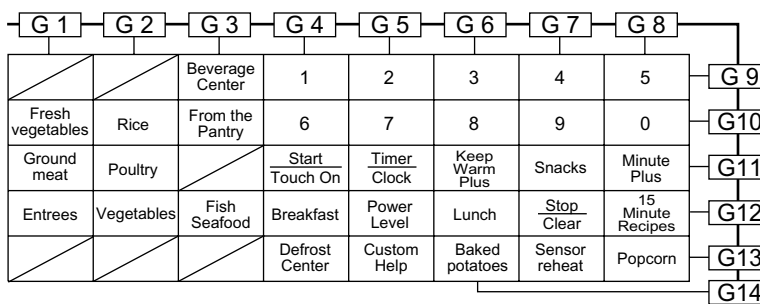 G 1 G 2 G 3 G 4 G 5 G 6 G 7 G 8
Beverage Center 1 2 3 4 5 G 9
Fresh vegetables Rice From the Pantry 6 7 8 9 0 G10
Ground meat Poultry Start Touch On Timer Clock Keep Warm Plus Snacks Minute Plus G11
Entrees Vegetables Fish Seafood Breakfast Power Level Lunch Stop Clear 15 Minute Recipes G12
Defrost Center Custom Help Baked potatoes Sensor reheat Popcorn G13
G14